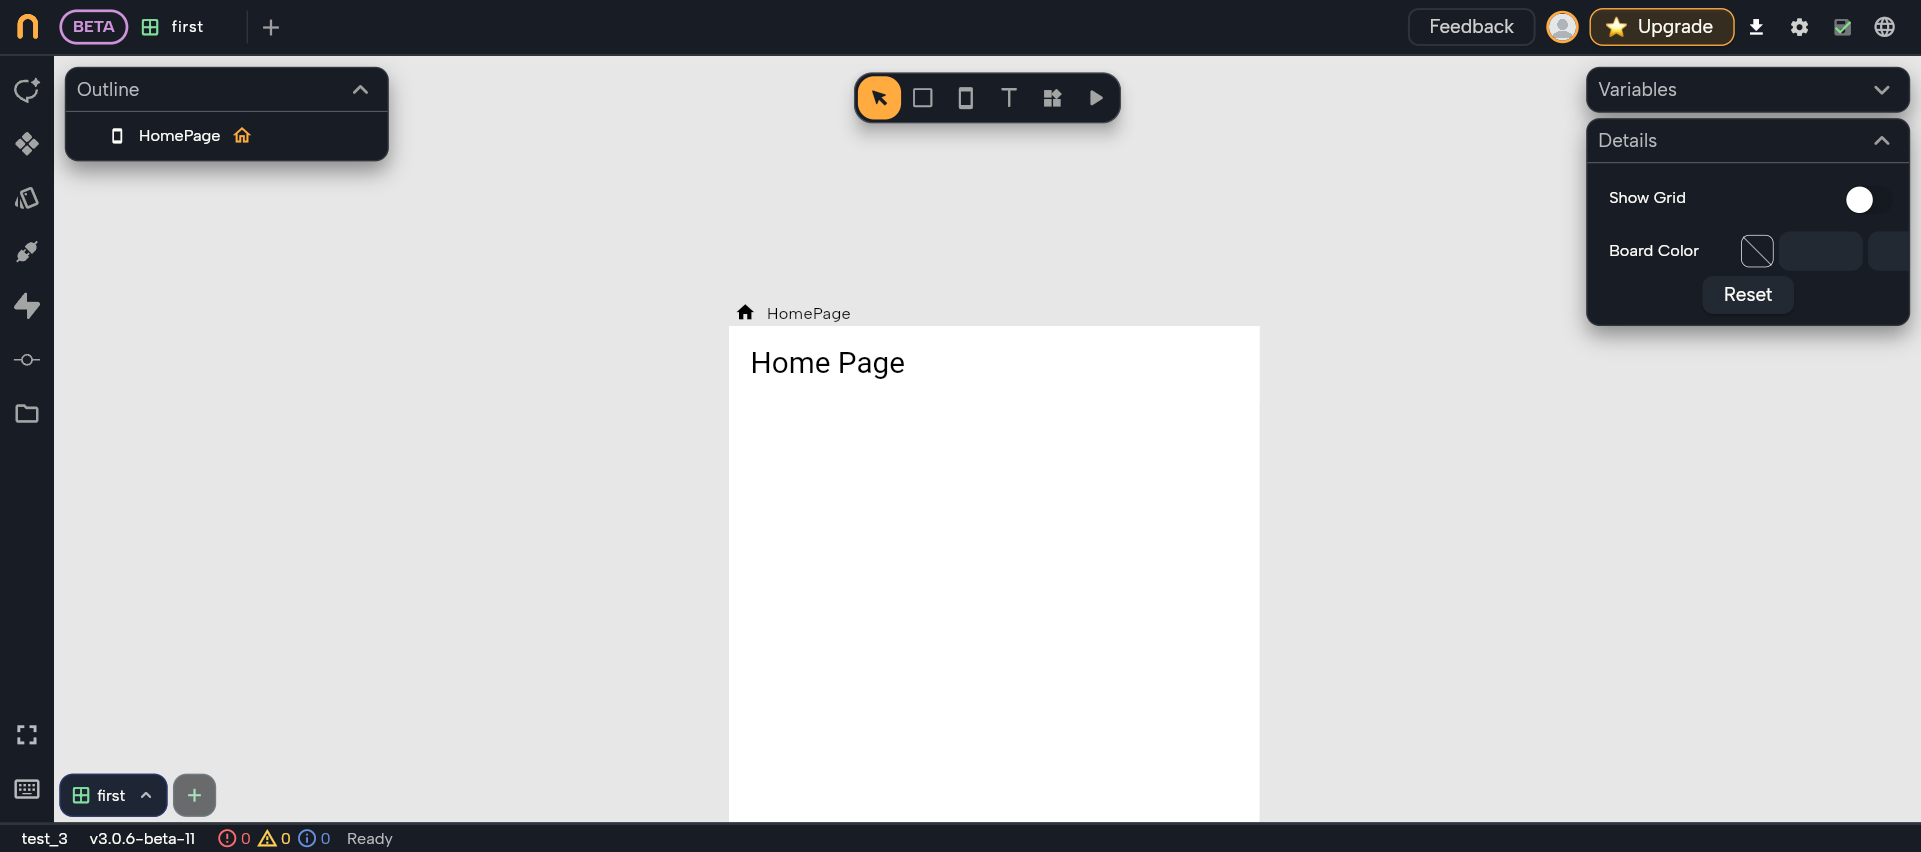 BETA
first
Feedback
Upgrade
Outline
HomePage
Variables
Details
Show Grid
Board Color
Reset
HomePage
Home Page
first
test_3 v3.0.6-beta-11 0 0 0 Ready